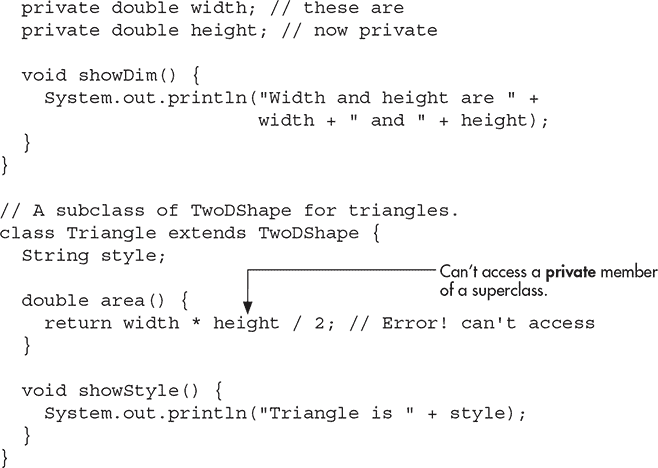 private double width; // these are
private double height; // now private
void showDim() {
System.out.println("Width and height are " +
width + " and " + height);
}
}
// A subclass of TwoDShape for triangles.
class Triangle extends TwoDShape {
String style;
Can't access a private member
of a superclass.
double area() {
return width * height / 2; // Error! can't access
}
void showStyle() {
System.out.println("Triangle is " + style);
}
}